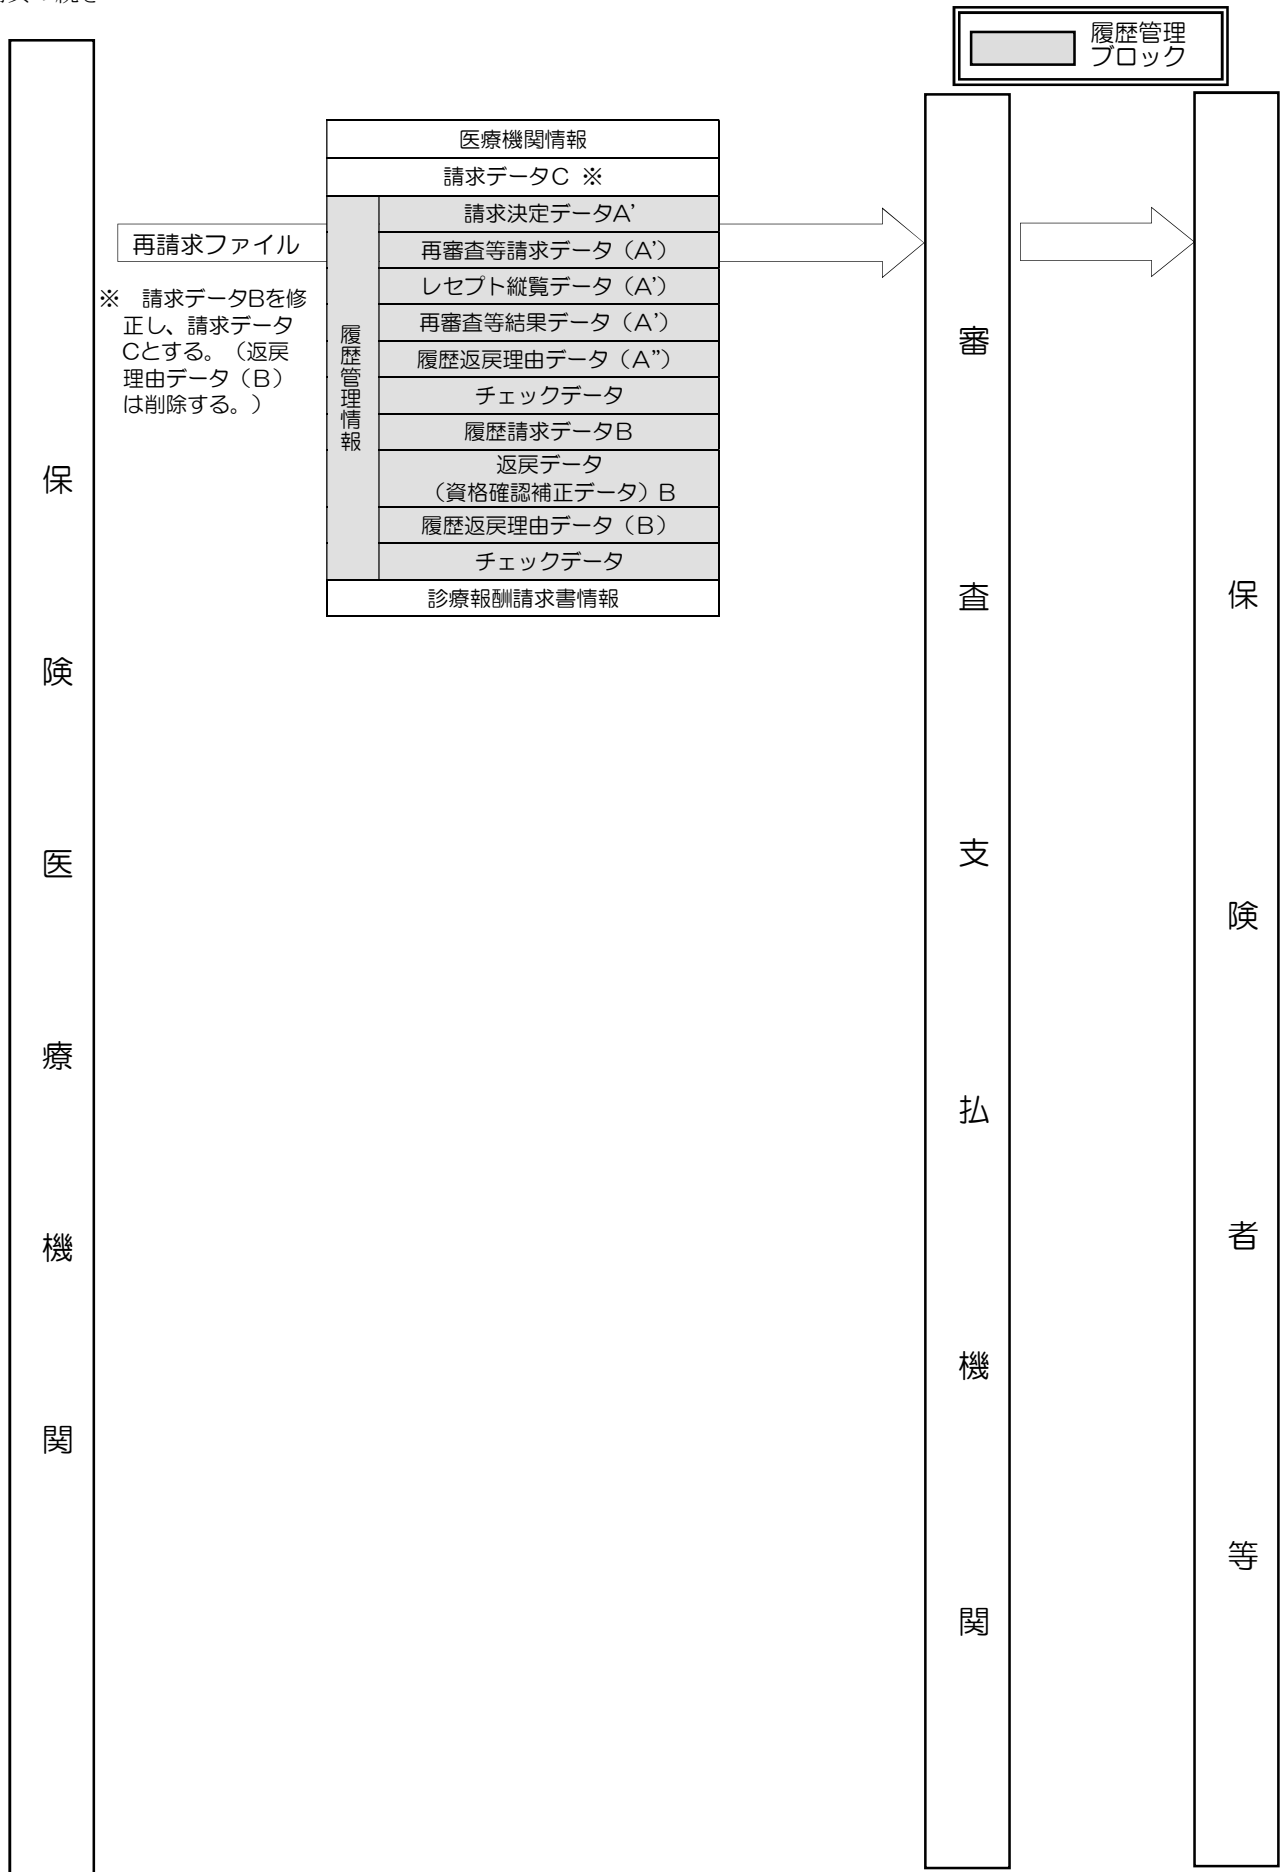 履歴管理
ブロック
医療機関情報
請求データC ※
請求決定データA’
再審査等請求データ（A’）
レセプト縦覧データ（A’）
再審査等結果データ（A’）
履歴返戻理由データ（A”）
チェックデータ
履歴請求データB
返戻データ
（資格確認補正データ）B
履歴返戻理由データ（B）
チェックデータ
診療報酬請求書情報
履歴管理情報
再請求ファイル
※　請求データBを修
正し、請求データ
Cとする。（返戻
理由データ（B）
は削除する。）
保険医療機関
審査支払機関
保険者等